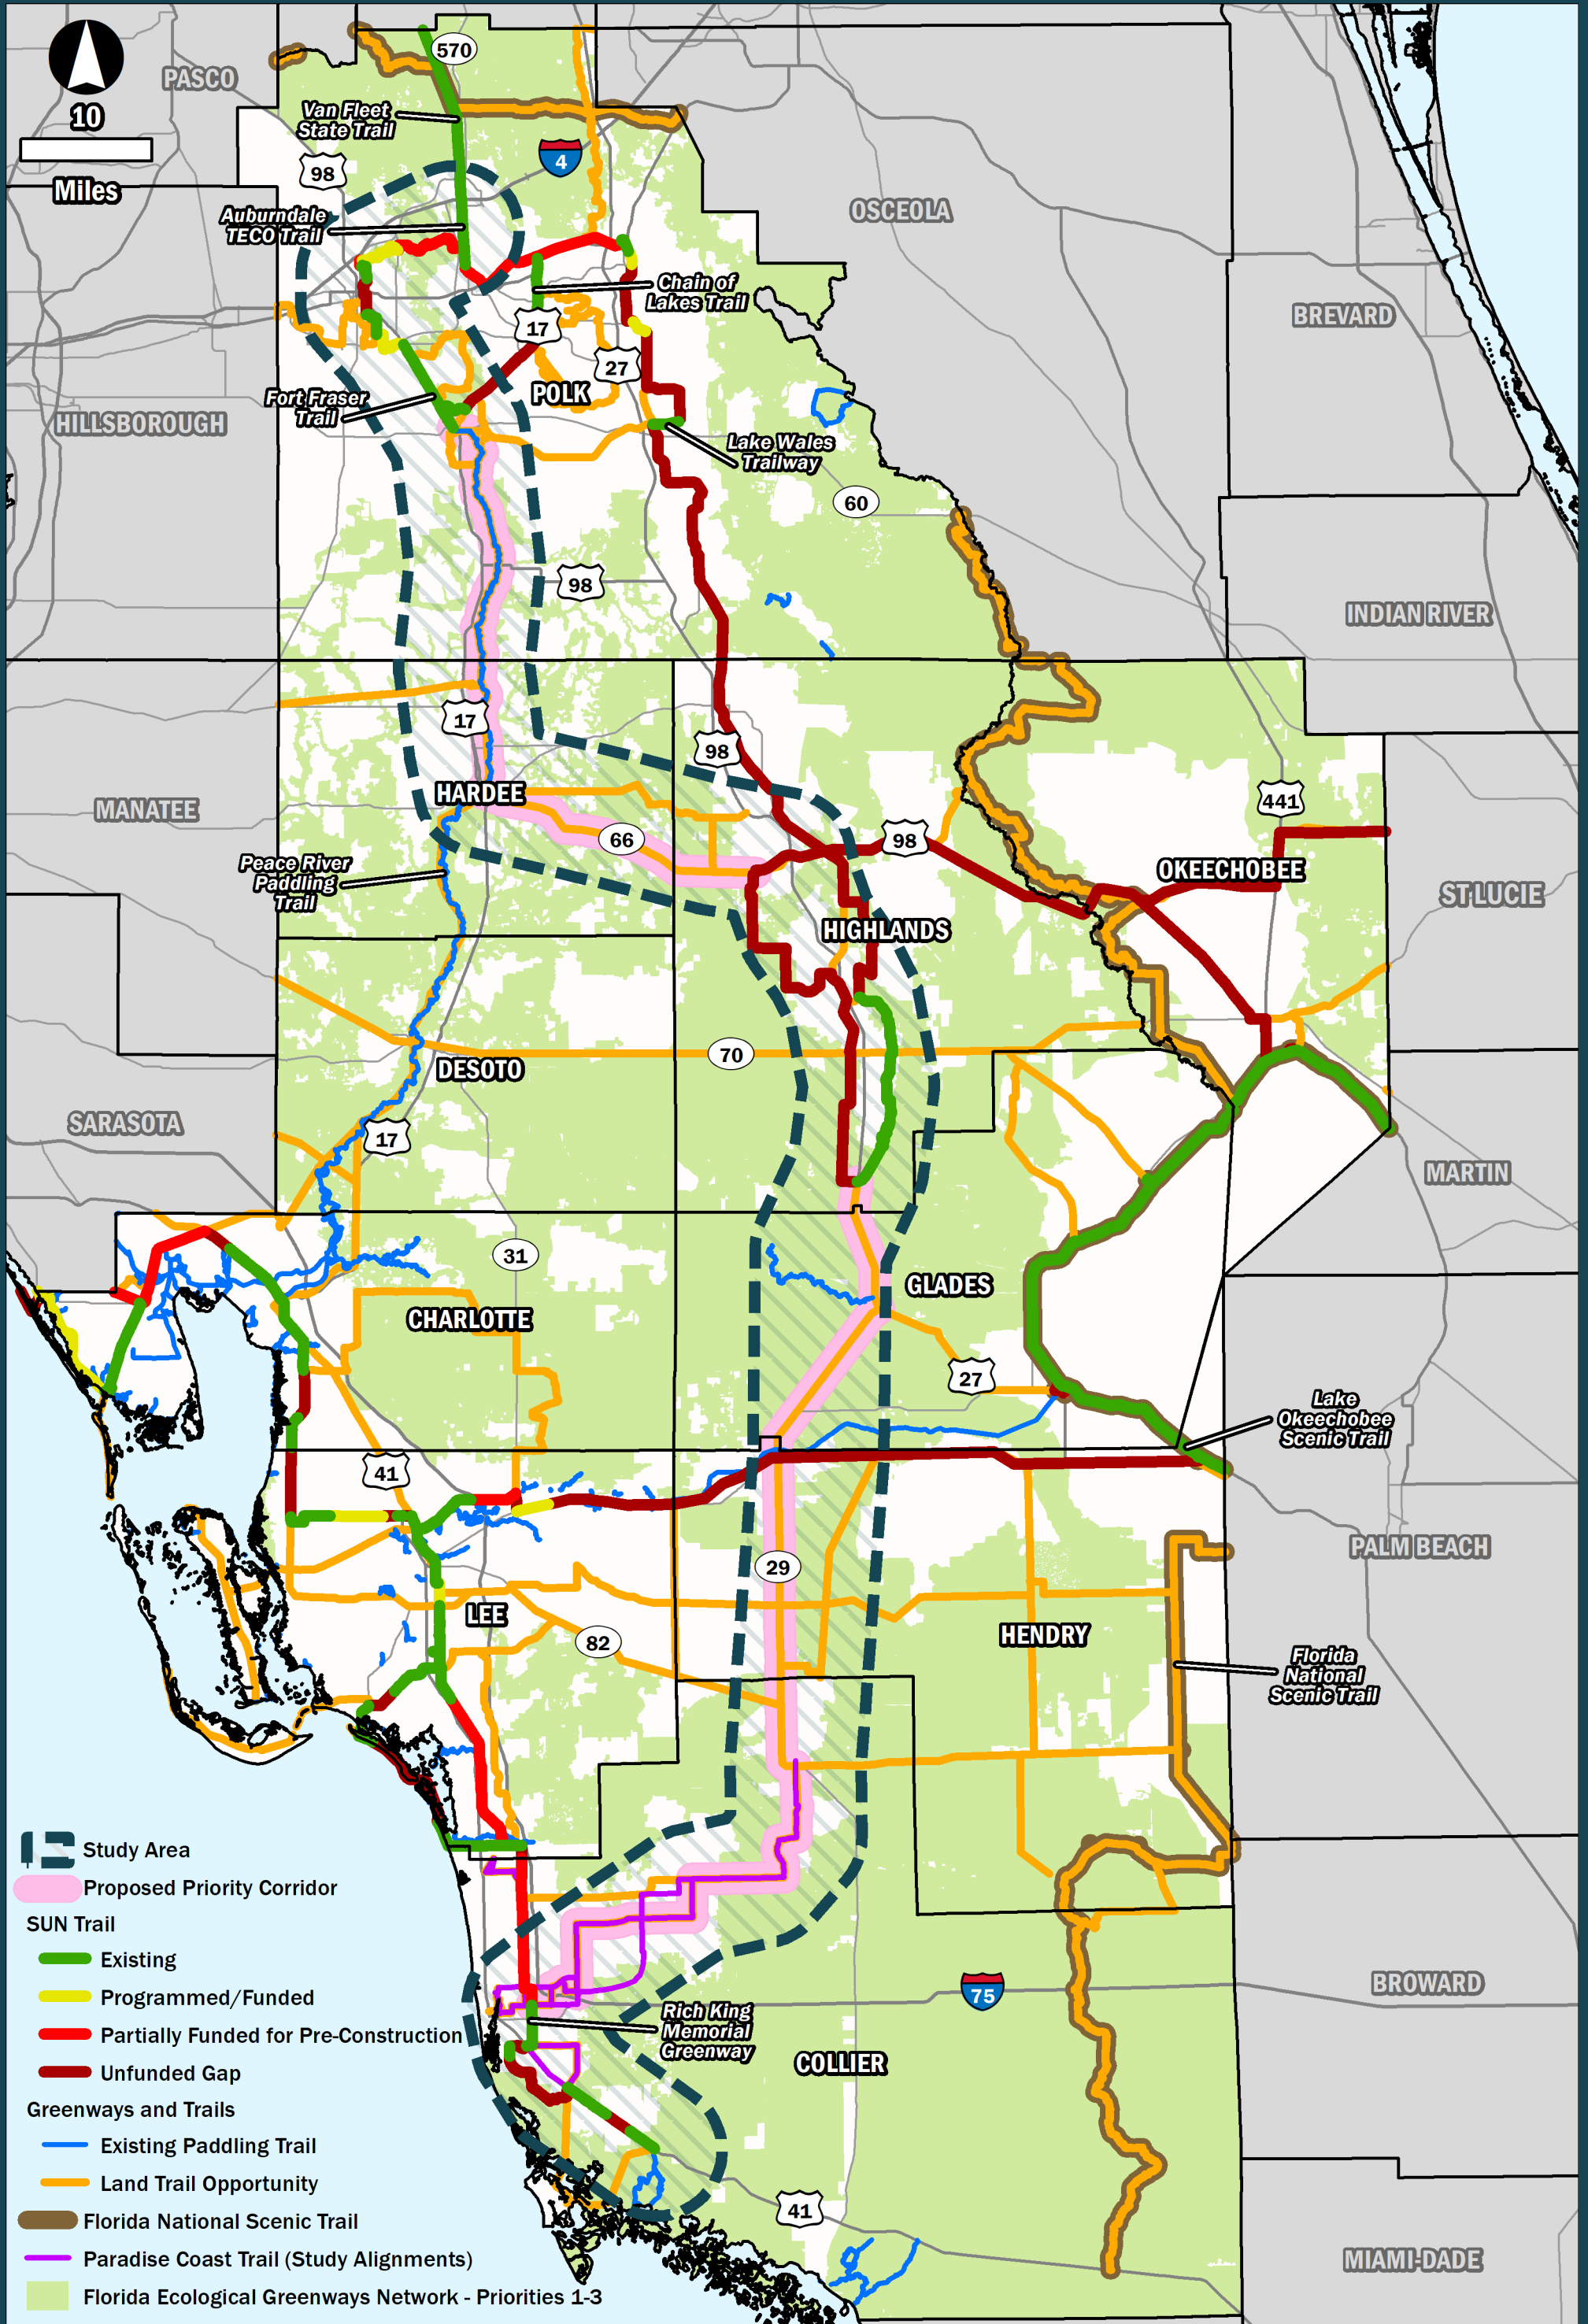 570
PASCO
10
Miles
Van Fleet
State Trail
98
4
Auburndale
TECO Trail
OSCEOLA
Chain of
Lakes Trail
17
BREVARD
27
POLK
Fort Fraser
Trail
HILLSBOROUGH
Lake Wales
Trailway
60
98
INDIAN RIVER
17
98
HARDEE
MANATEE
441
66
98
Peace River
Paddling
Trail
OKEECHOBEE
ST LUCIE
HIGHLANDS
70
DESOTO
SARASOTA
17
MARTIN
31
GLADES
CHARLOTTE
27
Lake
Okeechobee
Scenic Trail
41
PALM BEACH
29
LEE
82
HENDRY
Florida
National
Scenic Trail
Study Area
Proposed Priority Corridor
SUN Trail
Existing
Programmed/Funded
Partially Funded for Pre-Construction
Unfunded Gap
Greenways and Trails
Existing Paddling Trail
Land Trail Opportunity
Florida National Scenic Trail
Paradise Coast Trail (Study Alignments)
Florida Ecological Greenways Network - Priorities 1-3
75
BROWARD
Rich King
Memorial
Greenway
COLLIER
41
MIAMI-DADE